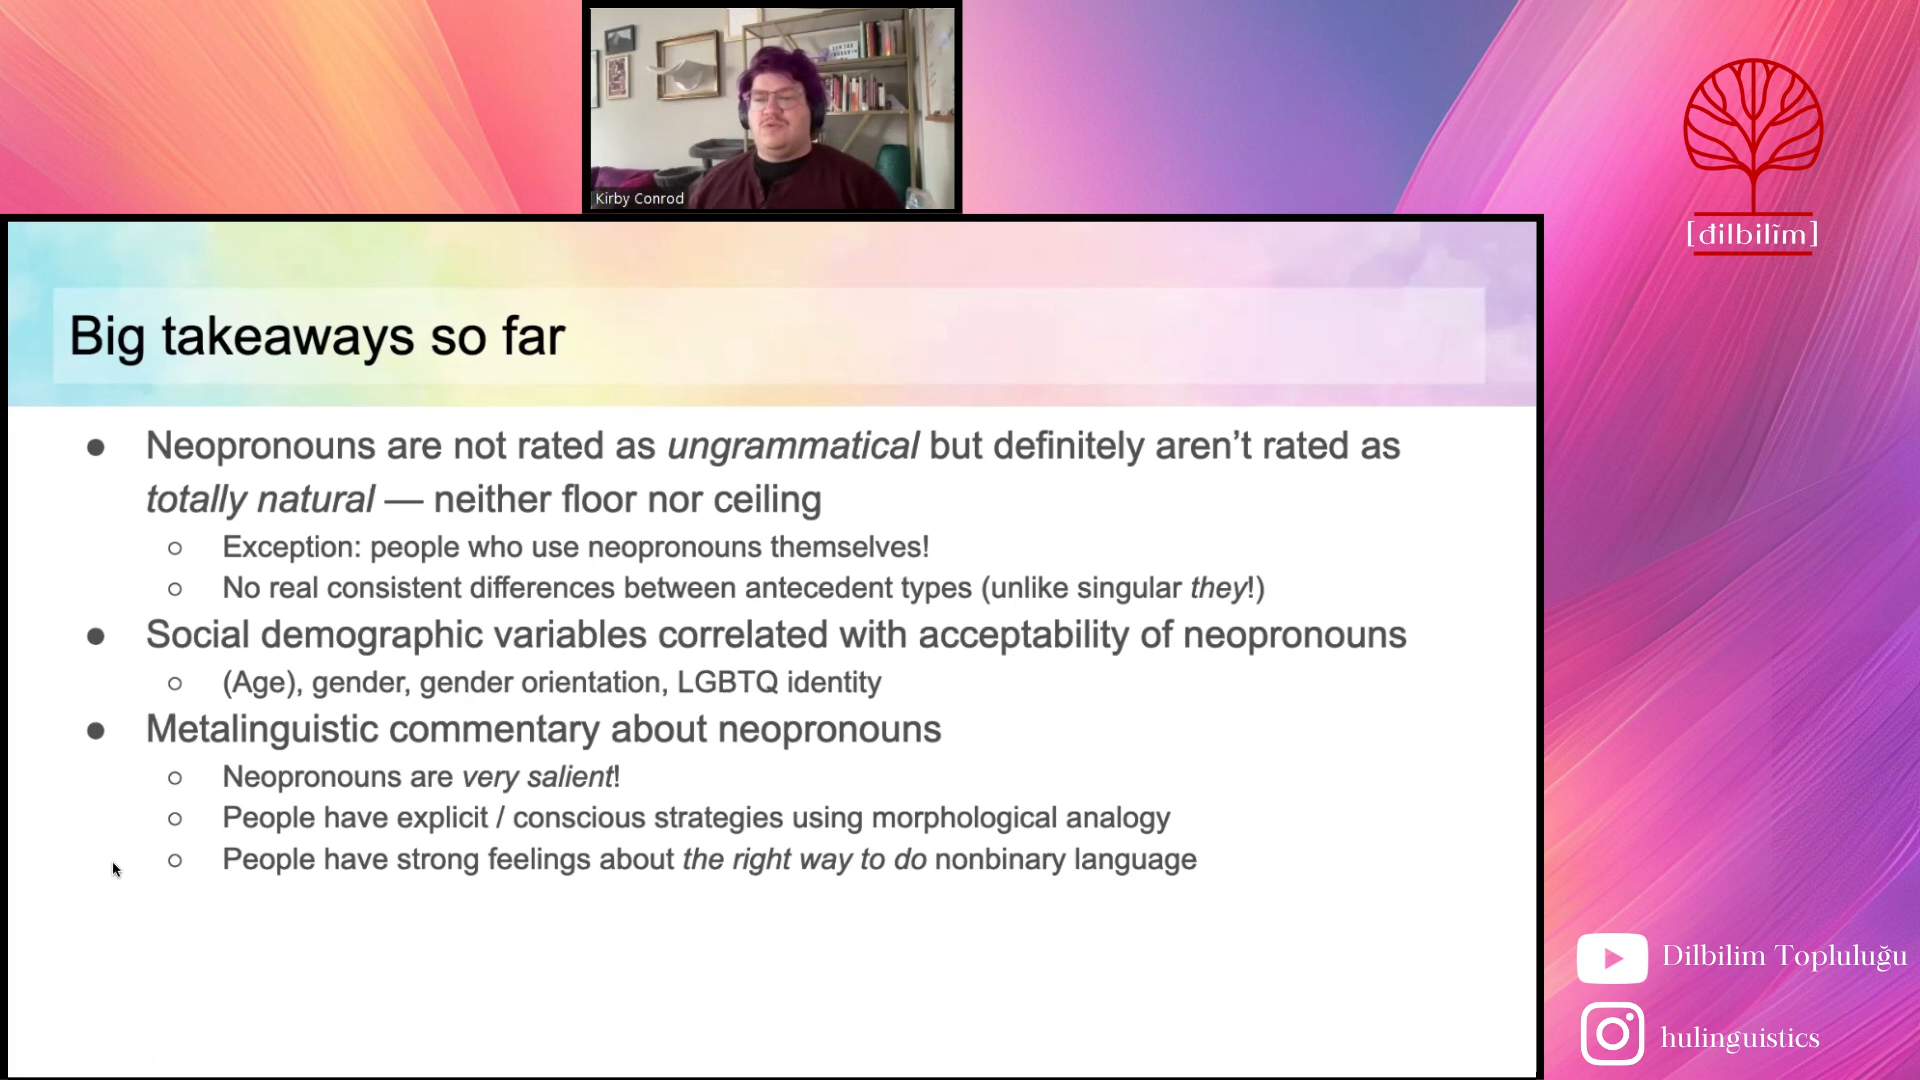 Kirby Conrod
[dilbilim]
Big takeaways so far
● Neopronouns are not rated as ungrammatical but definitely aren’t rated as
totally natural — neither floor nor ceiling
○ Exception: people who use neopronouns themselves!
○ No real consistent differences between antecedent types (unlike singular they!)
● Social demographic variables correlated with acceptability of neopronouns
○ (Age), gender, gender orientation, LGBTQ identity
● Metalinguistic commentary about neopronouns
○ Neopronouns are very salient!
○ People have explicit / conscious strategies using morphological analogy
○ People have strong feelings about the right way to do nonbinary language
Dilbilim Topluluğu
hulinguistics